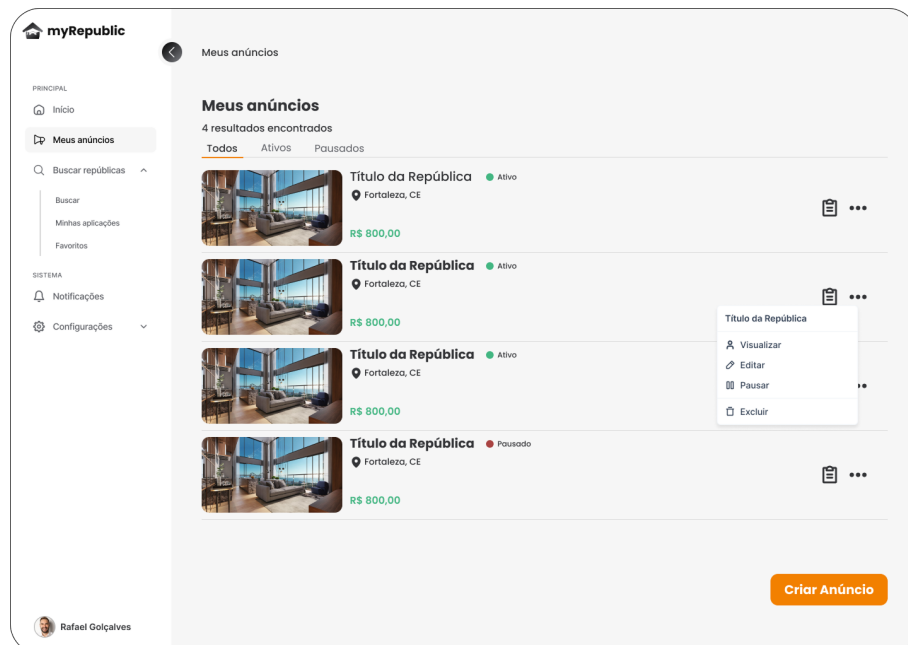 myRepublic
PRINCIPAL
Início
Meus anúncios
Buscar repúblicas
Buscar
Minhas aplicações
Favoritos
SISTEMA
Notificações
Configurações
Rafael Golçalves
Meus anúncios
Meus anúncios
4 resultados encontrados
Todos Ativos Pausados
Título da República Ativo
Fortaleza, CE
R$ 800,00
Título da República Ativo
Fortaleza, CE
R$ 800,00
Título da República
Visualizar
Editar
Pausar
Excluir
Título da República Ativo
Fortaleza, CE
R$ 800,00
Título da República Pausado
Fortaleza, CE
R$ 800,00
Criar Anúncio